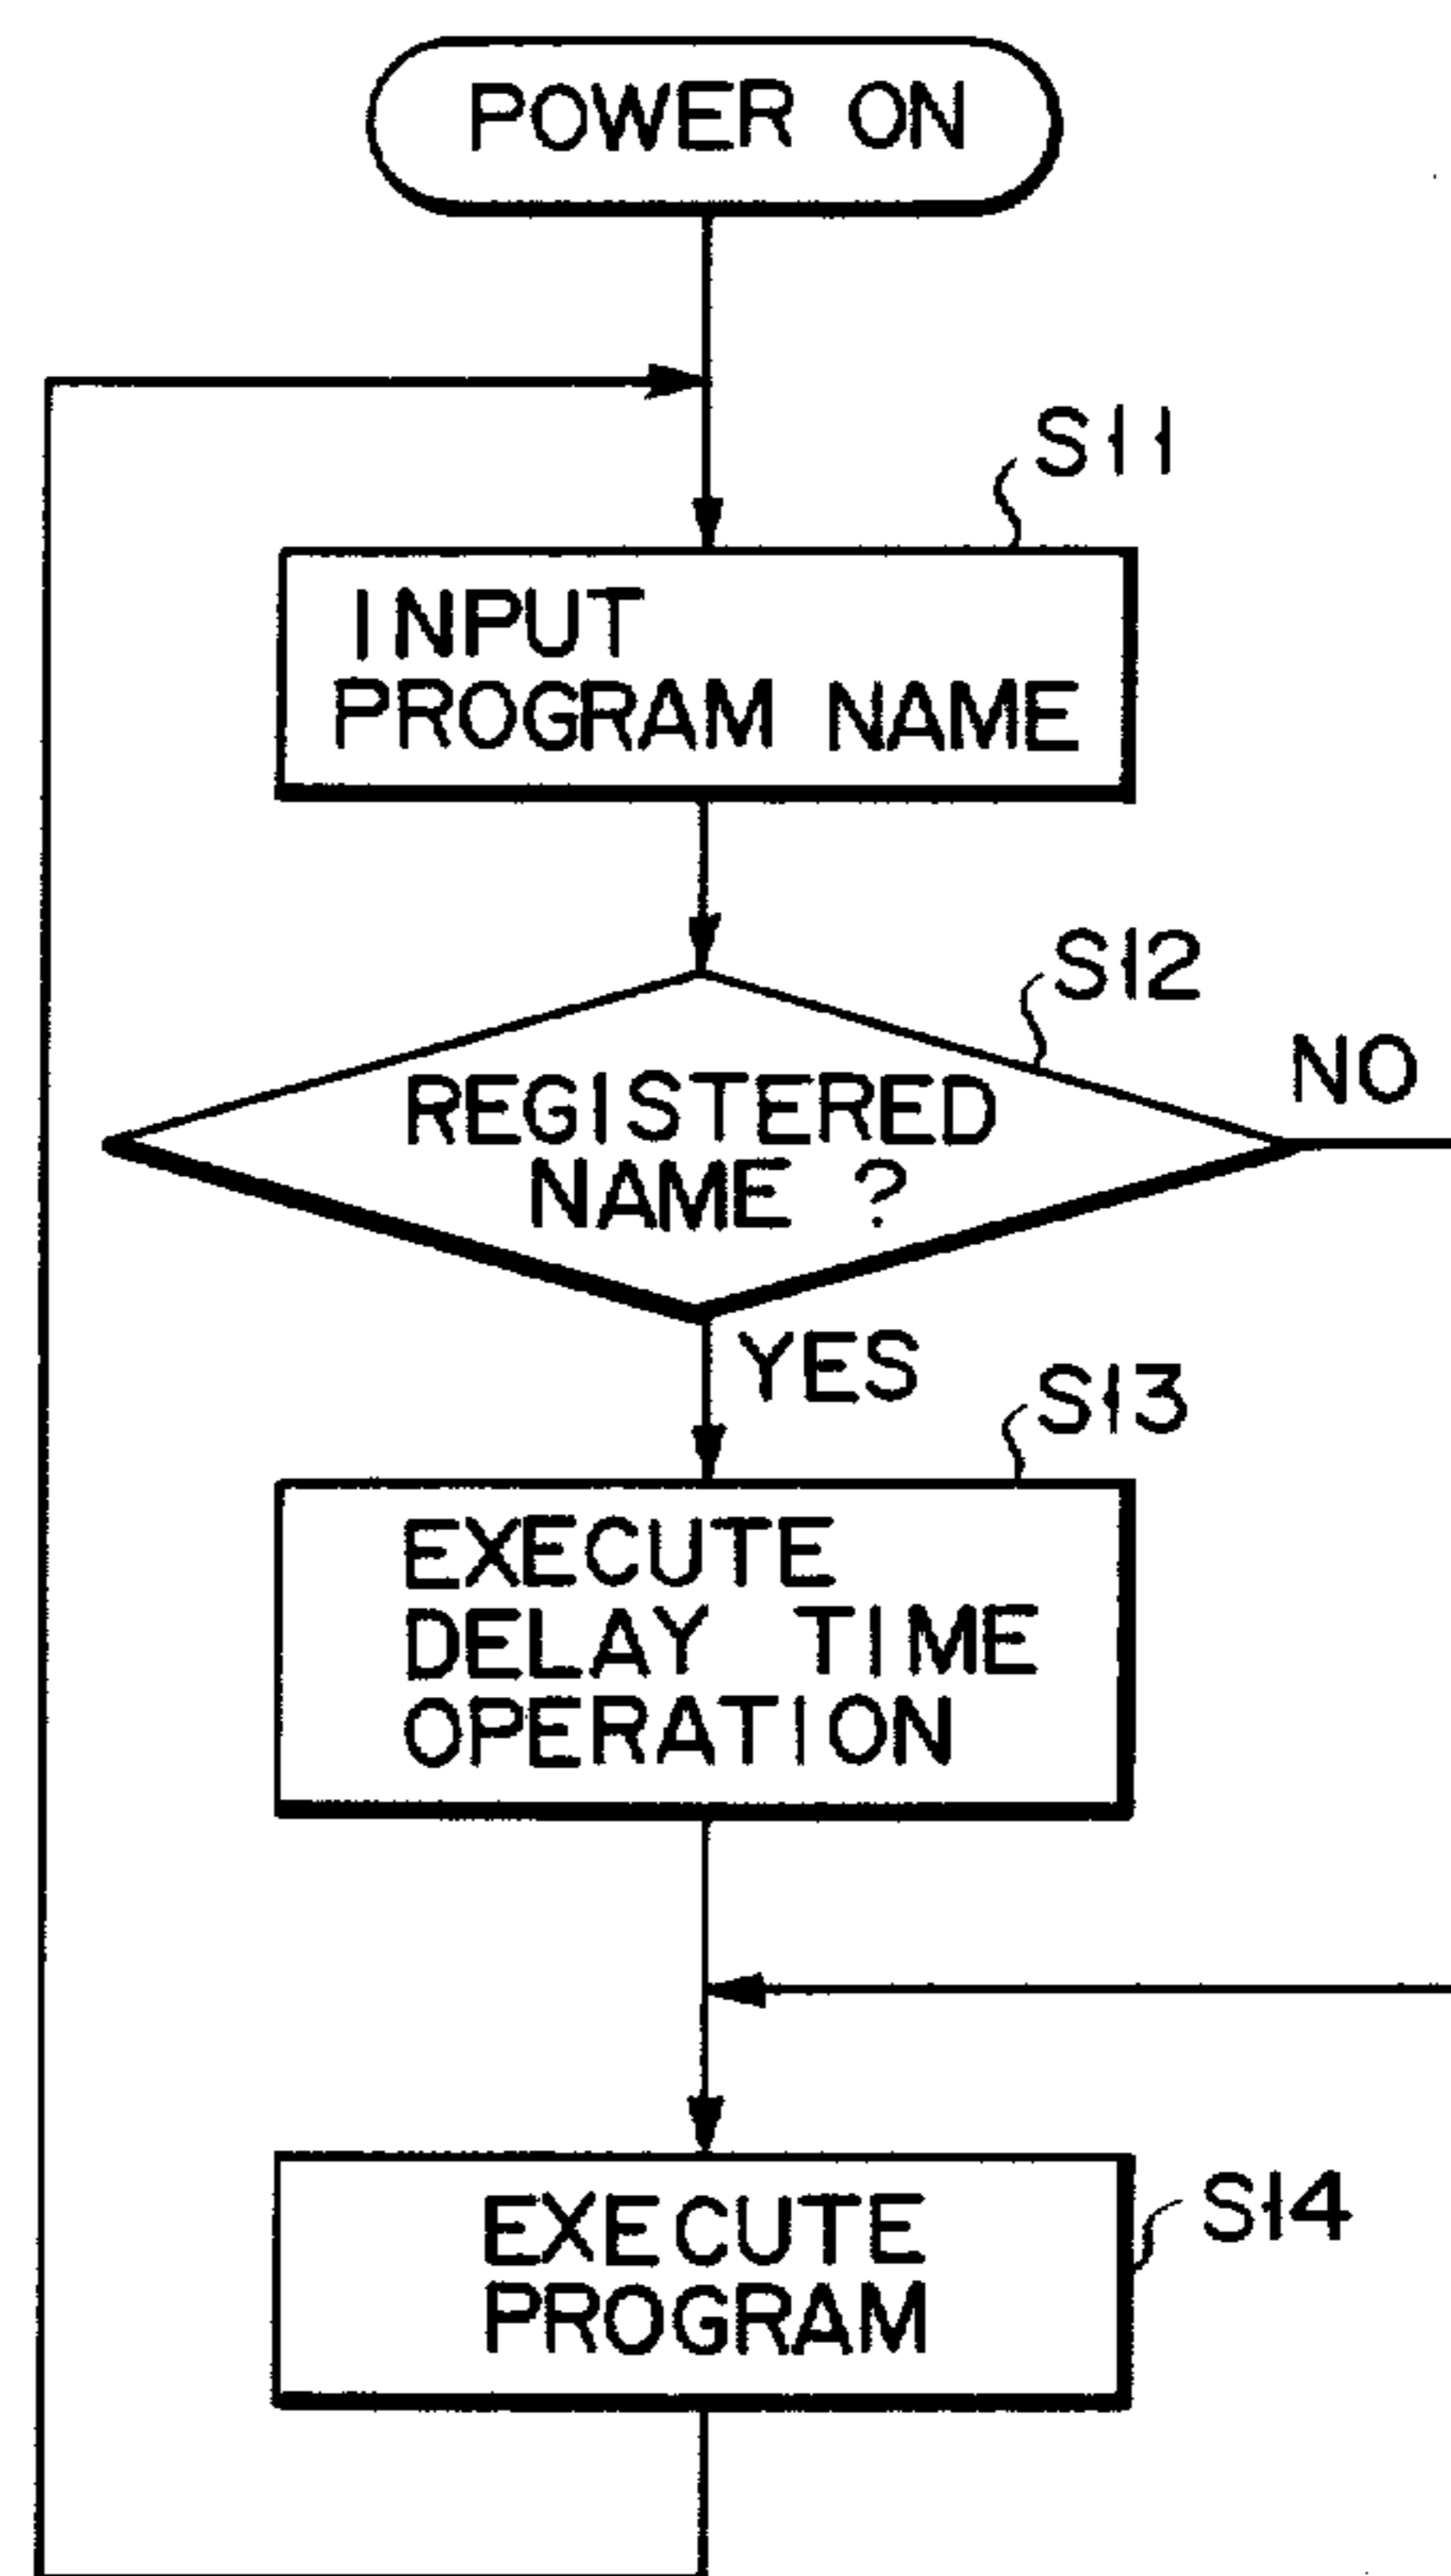 POWER ON
S11
INPUT
PROGRAM NAME
S12
NO
REGISTERED
NAME ?
YES
S13
EXECUTE
DELAY TIME
OPERATION
S14
EXECUTE
PROGRAM